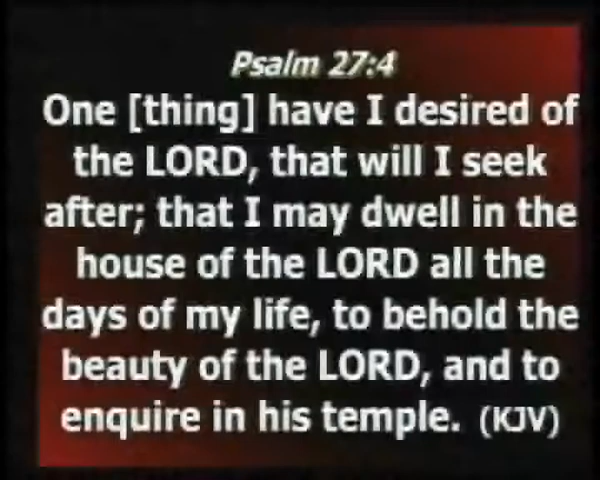 Psalm 27:4
One [thing] have I desired of
the LORD, that will I seek
after; that I may dwell in the
house of the LORD all the
days of my life, to behold the
beauty of the LORD, and to
enquire in his temple. (KJV)